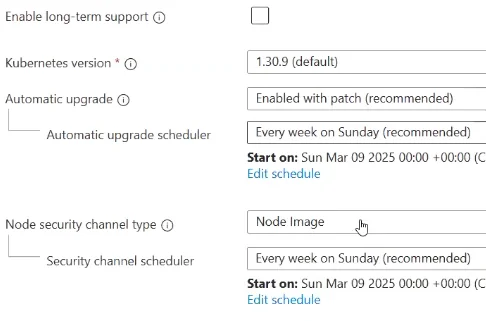 Enable long-term support
Kubernetes version * 1.30.9 (default)
Automatic upgrade Enabled with patch (recommended)
Automatic upgrade scheduler Every week on Sunday (recommended)
Start on: Sun Mar 09 2025 00:00 +00:00 (C
Edit schedule
Node security channel type Node Image
Security channel scheduler Every week on Sunday (recommended)
Start on: Sun Mar 09 2025 00:00 +00:00 (C
Edit schedule